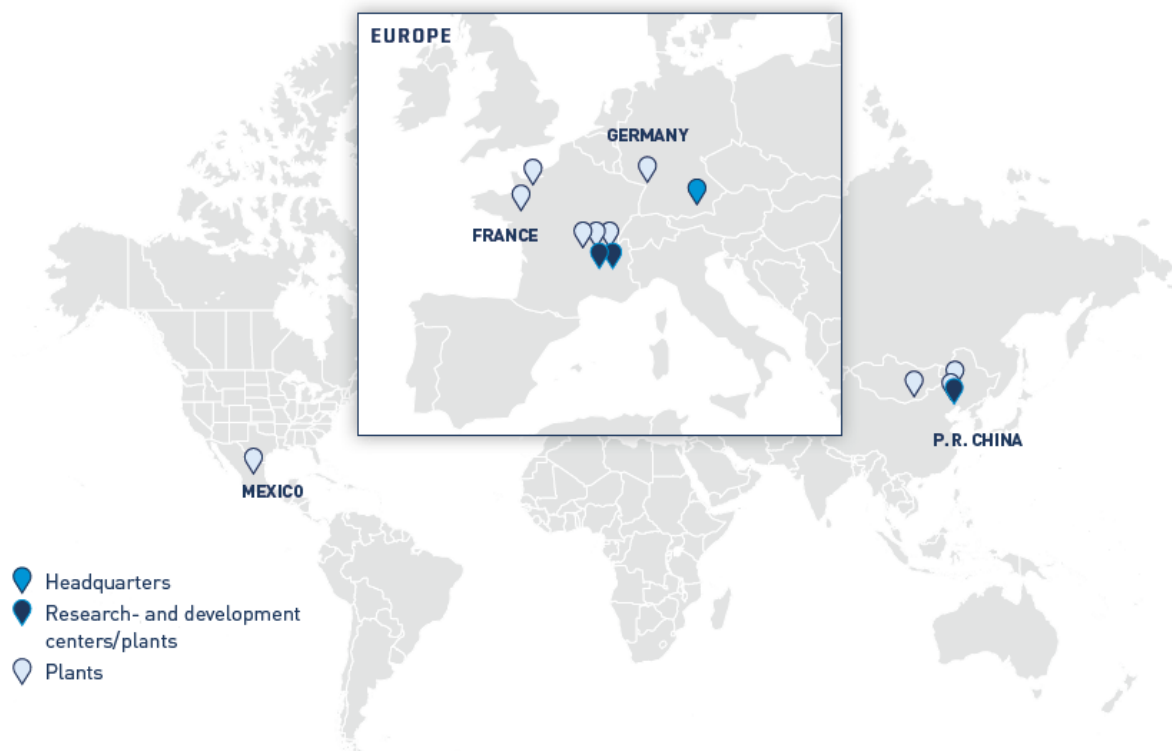 EUROPE
GERMANY
FRANCE
P. R. CHINA
MEXICO
Headquarters
Research- and development
centers/plants
Plants